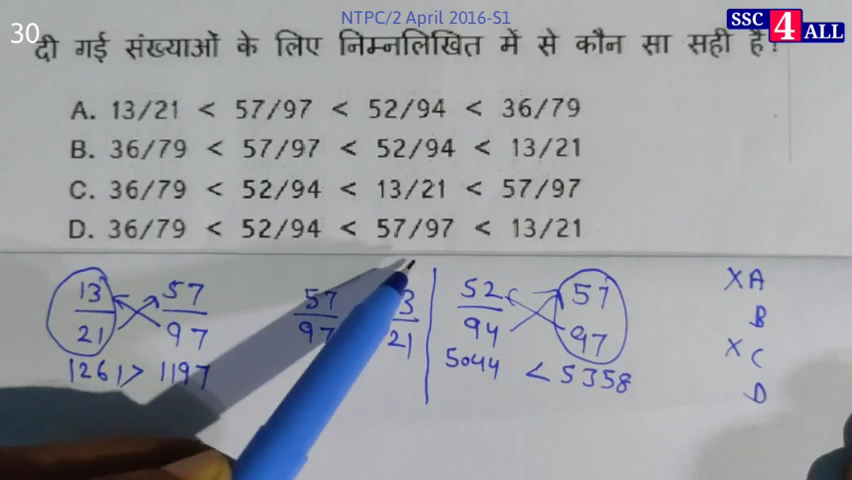 NTPC/2 April 2016-S1
SSC 4 ALL
30 दी गई संख्याओं के लिए निम्नलिखित में से कौन सा सही है?
A. 13/21 < 57/97 < 52/94 < 36/79
B. 36/79 < 57/97 < 52/94 < 13/21
C. 36/79 < 52/94 < 13/21 < 57/97
D. 36/79 < 52/94 < 57/97 < 13/21
13 57 57 3 52 57 X A
21 97 97 21 94 97 B
1261 > 1197 5044 < 5358 X C
D